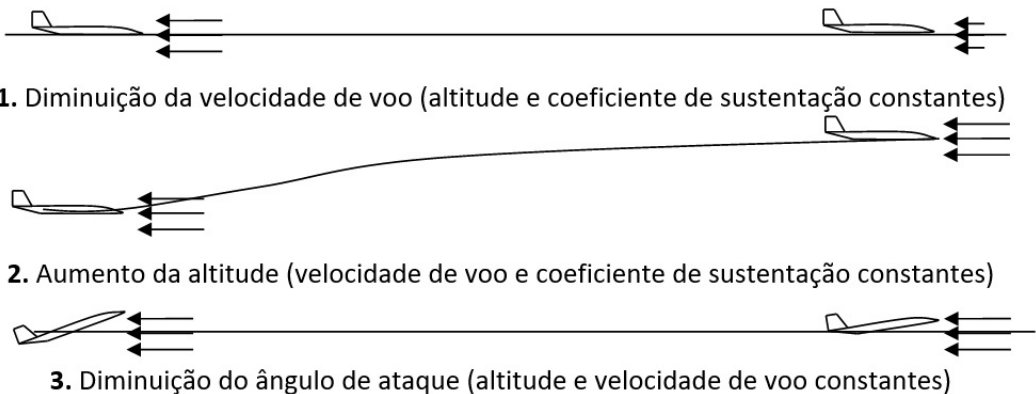 1. Diminuição da velocidade de voo (altitude e coeficiente de sustentação constantes)
2. Aumento da altitude (velocidade de voo e coeficiente de sustentação constantes)
3. Diminuição do ângulo de ataque (altitude e velocidade de voo constantes)